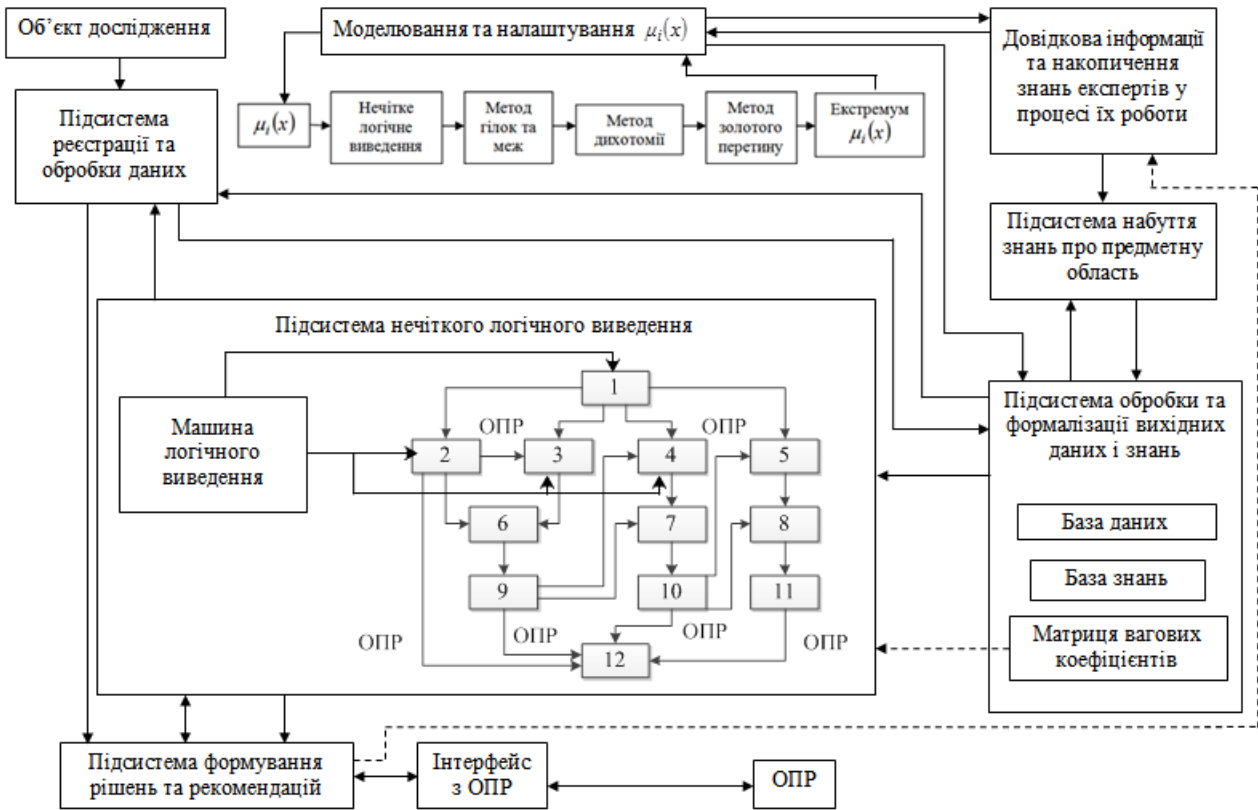 Об’єкт дослідження
Моделювання та налаштування μi(x)
Довідкова інформації
та накопичення
знань експертів у
процесі їх роботи
Підсистема
реєстрації та
обробки даних
μi(x)
Нечітке
логічне
виведення
Метод
гілок та
меж
Метод
дихотомії
Метод
золотого
перетину
Екстремум
μi(x)
Підсистема набуття
знань про предметну
область
Підсистема нечіткого логічного виведення
Машина
логічного
виведення
1
ОПР
ОПР
2
3
4
5
6
7
8
9
10
11
ОПР
ОПР
ОПР
ОПР
12
Підсистема обробки та
формалізації вихідних
даних і знань
База даних
База знань
Матриця вагових
коефіцієнтів
Підсистема формування
рішень та рекомендацій
Інтерфейс
з ОПР
ОПР